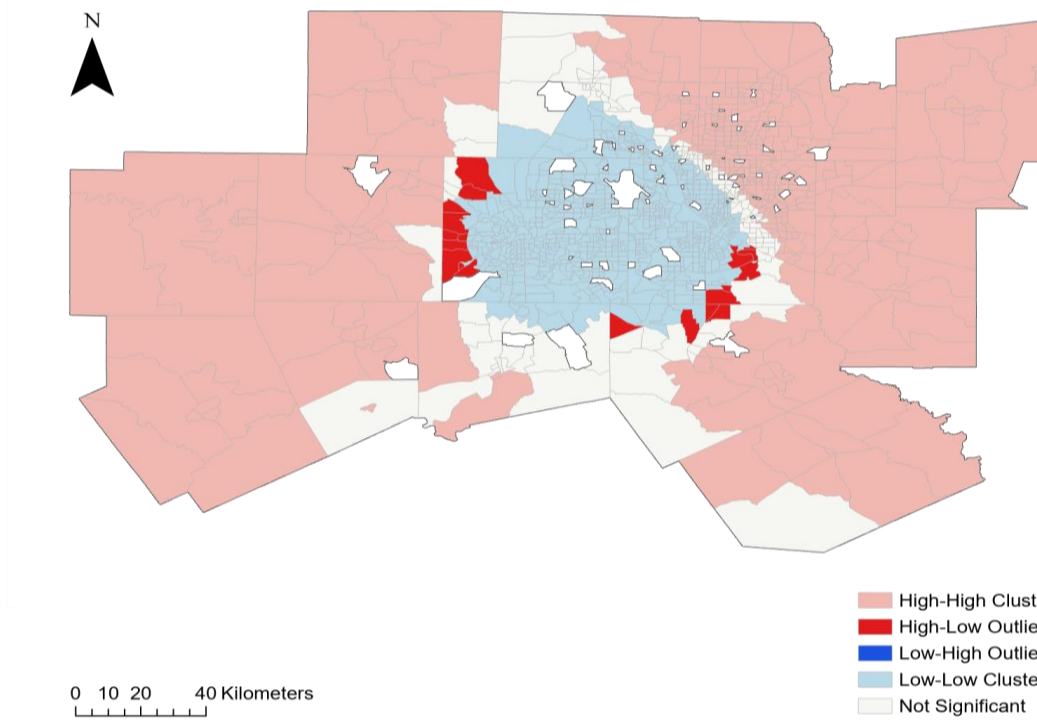 N
High-High Clust
High-Low Outlie
Low-High Outlie
Low-Low Cluste
Not Significant
0 10 20 40 Kilometers